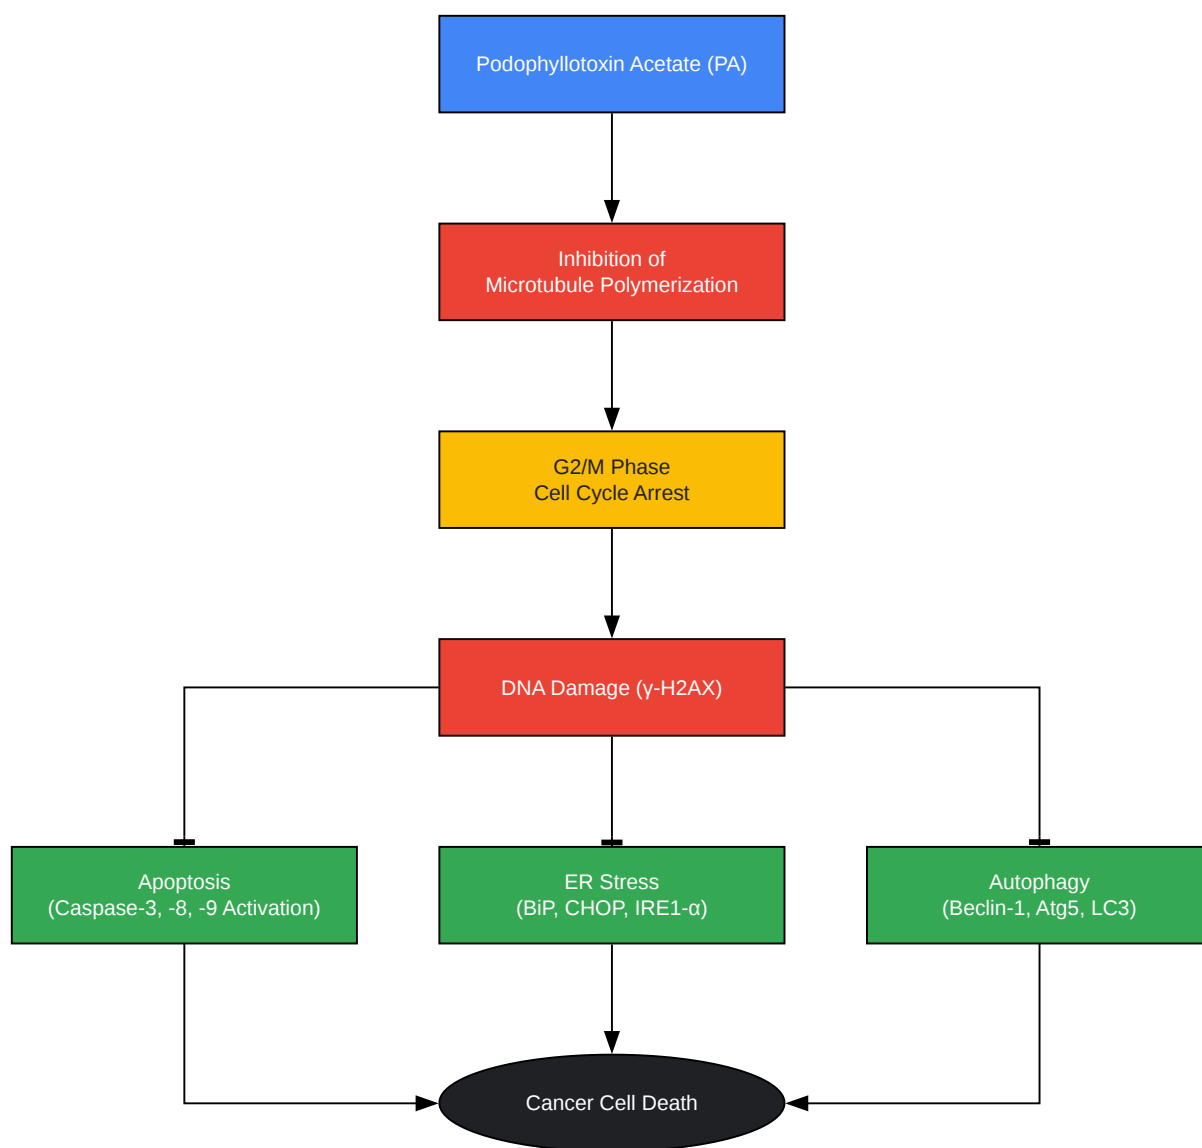 Podophyllotoxin Acetate (PA)
Inhibition of
Microtubule Polymerization
G2/M Phase
Cell Cycle Arrest
DNA Damage (γ-H2AX)
Apoptosis
(Caspase-3, -8, -9 Activation)
ER Stress
(BiP, CHOP, IRE1-α)
Autophagy
(Beclin-1, Atg5, LC3)
Cancer Cell Death